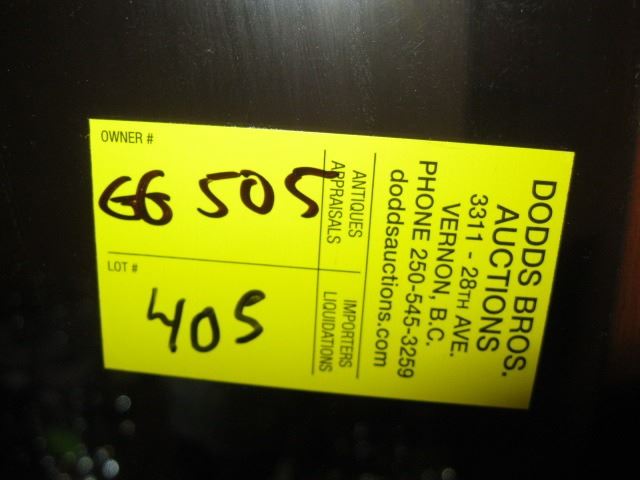 DODDS BROS.
AUCTIONS
3311 - 28TH AVE.
VERNON, B.C.
PHONE 250-545-3259
doddsauctions.com
ANTIQUES
APPRAISALS
IMPORTERS
LIQUIDATIONS
OWNER #
GG 505
LOT #
405